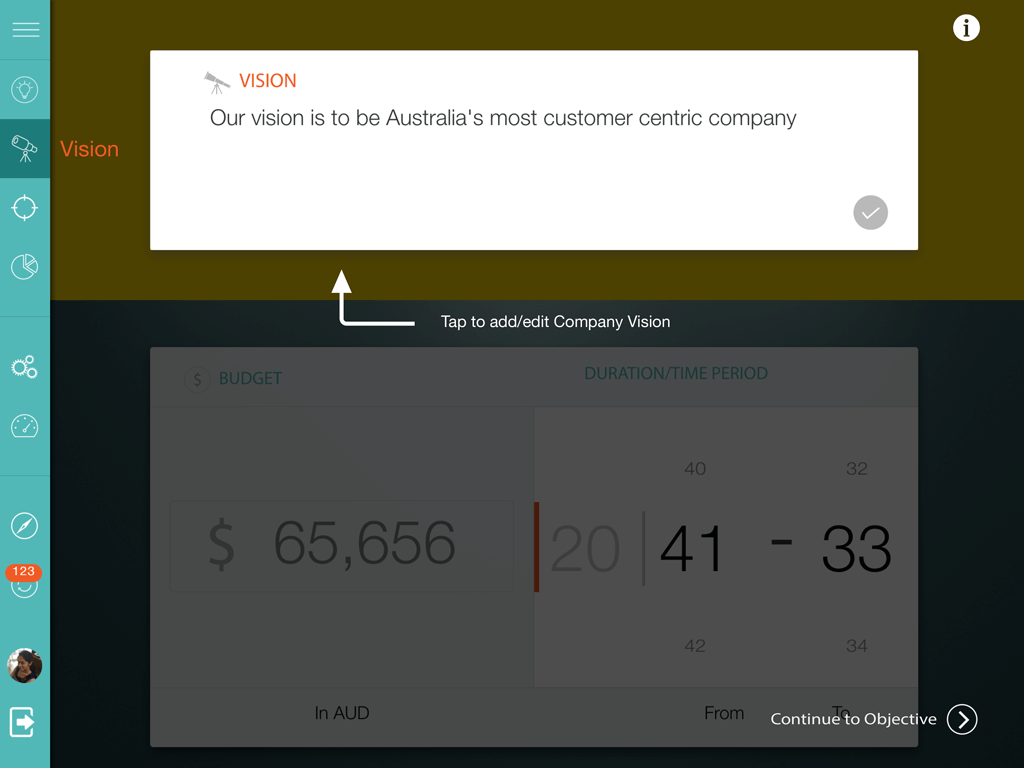 VISION
Our vision is to be Australia's most customer centric company
Vision
Tap to add/edit Company Vision
$ BUDGET
DURATION/TIME PERIOD
40 32
$ 65,656
20 41 - 33
42 34
123
In AUD
From To
Continue to Objective